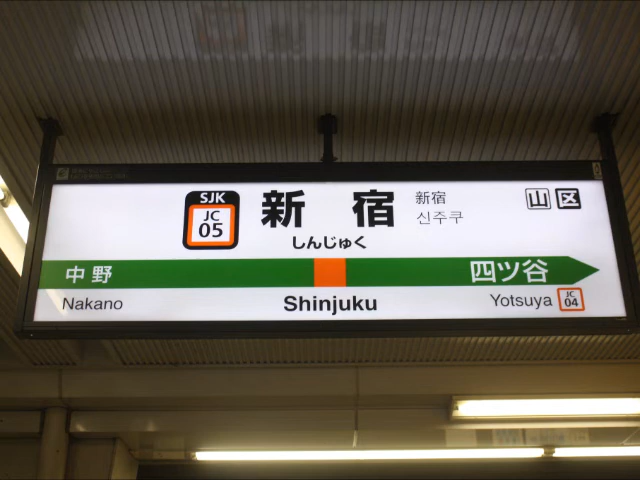 SJK
JC
05
新宿
しんじゅく
新宿
신주쿠
山 区
中野
四ツ谷
Nakano
Shinjuku
Yotsuya
JC
04